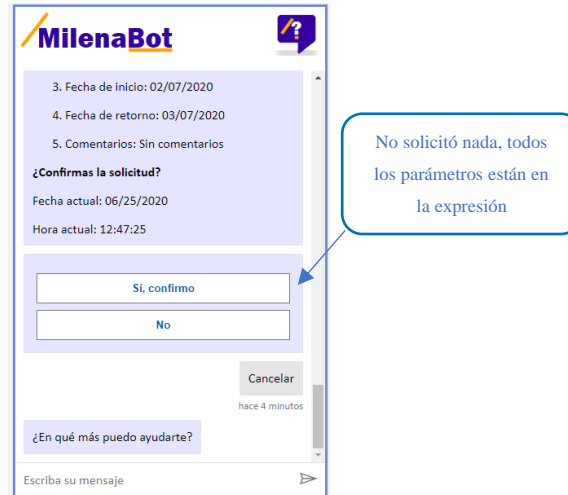 MilenaBot
?
3. Fecha de inicio: 02/07/2020
4. Fecha de retorno: 03/07/2020
5. Comentarios: Sin comentarios
¿Confirmas la solicitud?
Fecha actual: 06/25/2020
Hora actual: 12:47:25
Sí, confirmo
No
Cancelar
hace 4 minutos
¿En qué más puedo ayudarte?
Escriba su mensaje
No solicitó nada, todos
los parámetros están en
la expresión